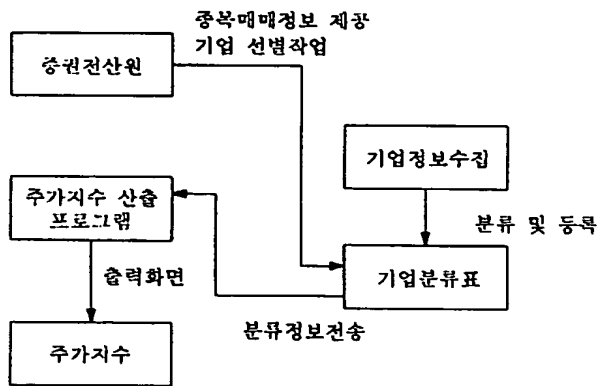 종목매매정보 제공
기업 선별작업
증권전산원
기업정보수집
주가지수 산출
프로그램
분류 및 등록
출력화면
기업분류표
분류정보전송
주가지수